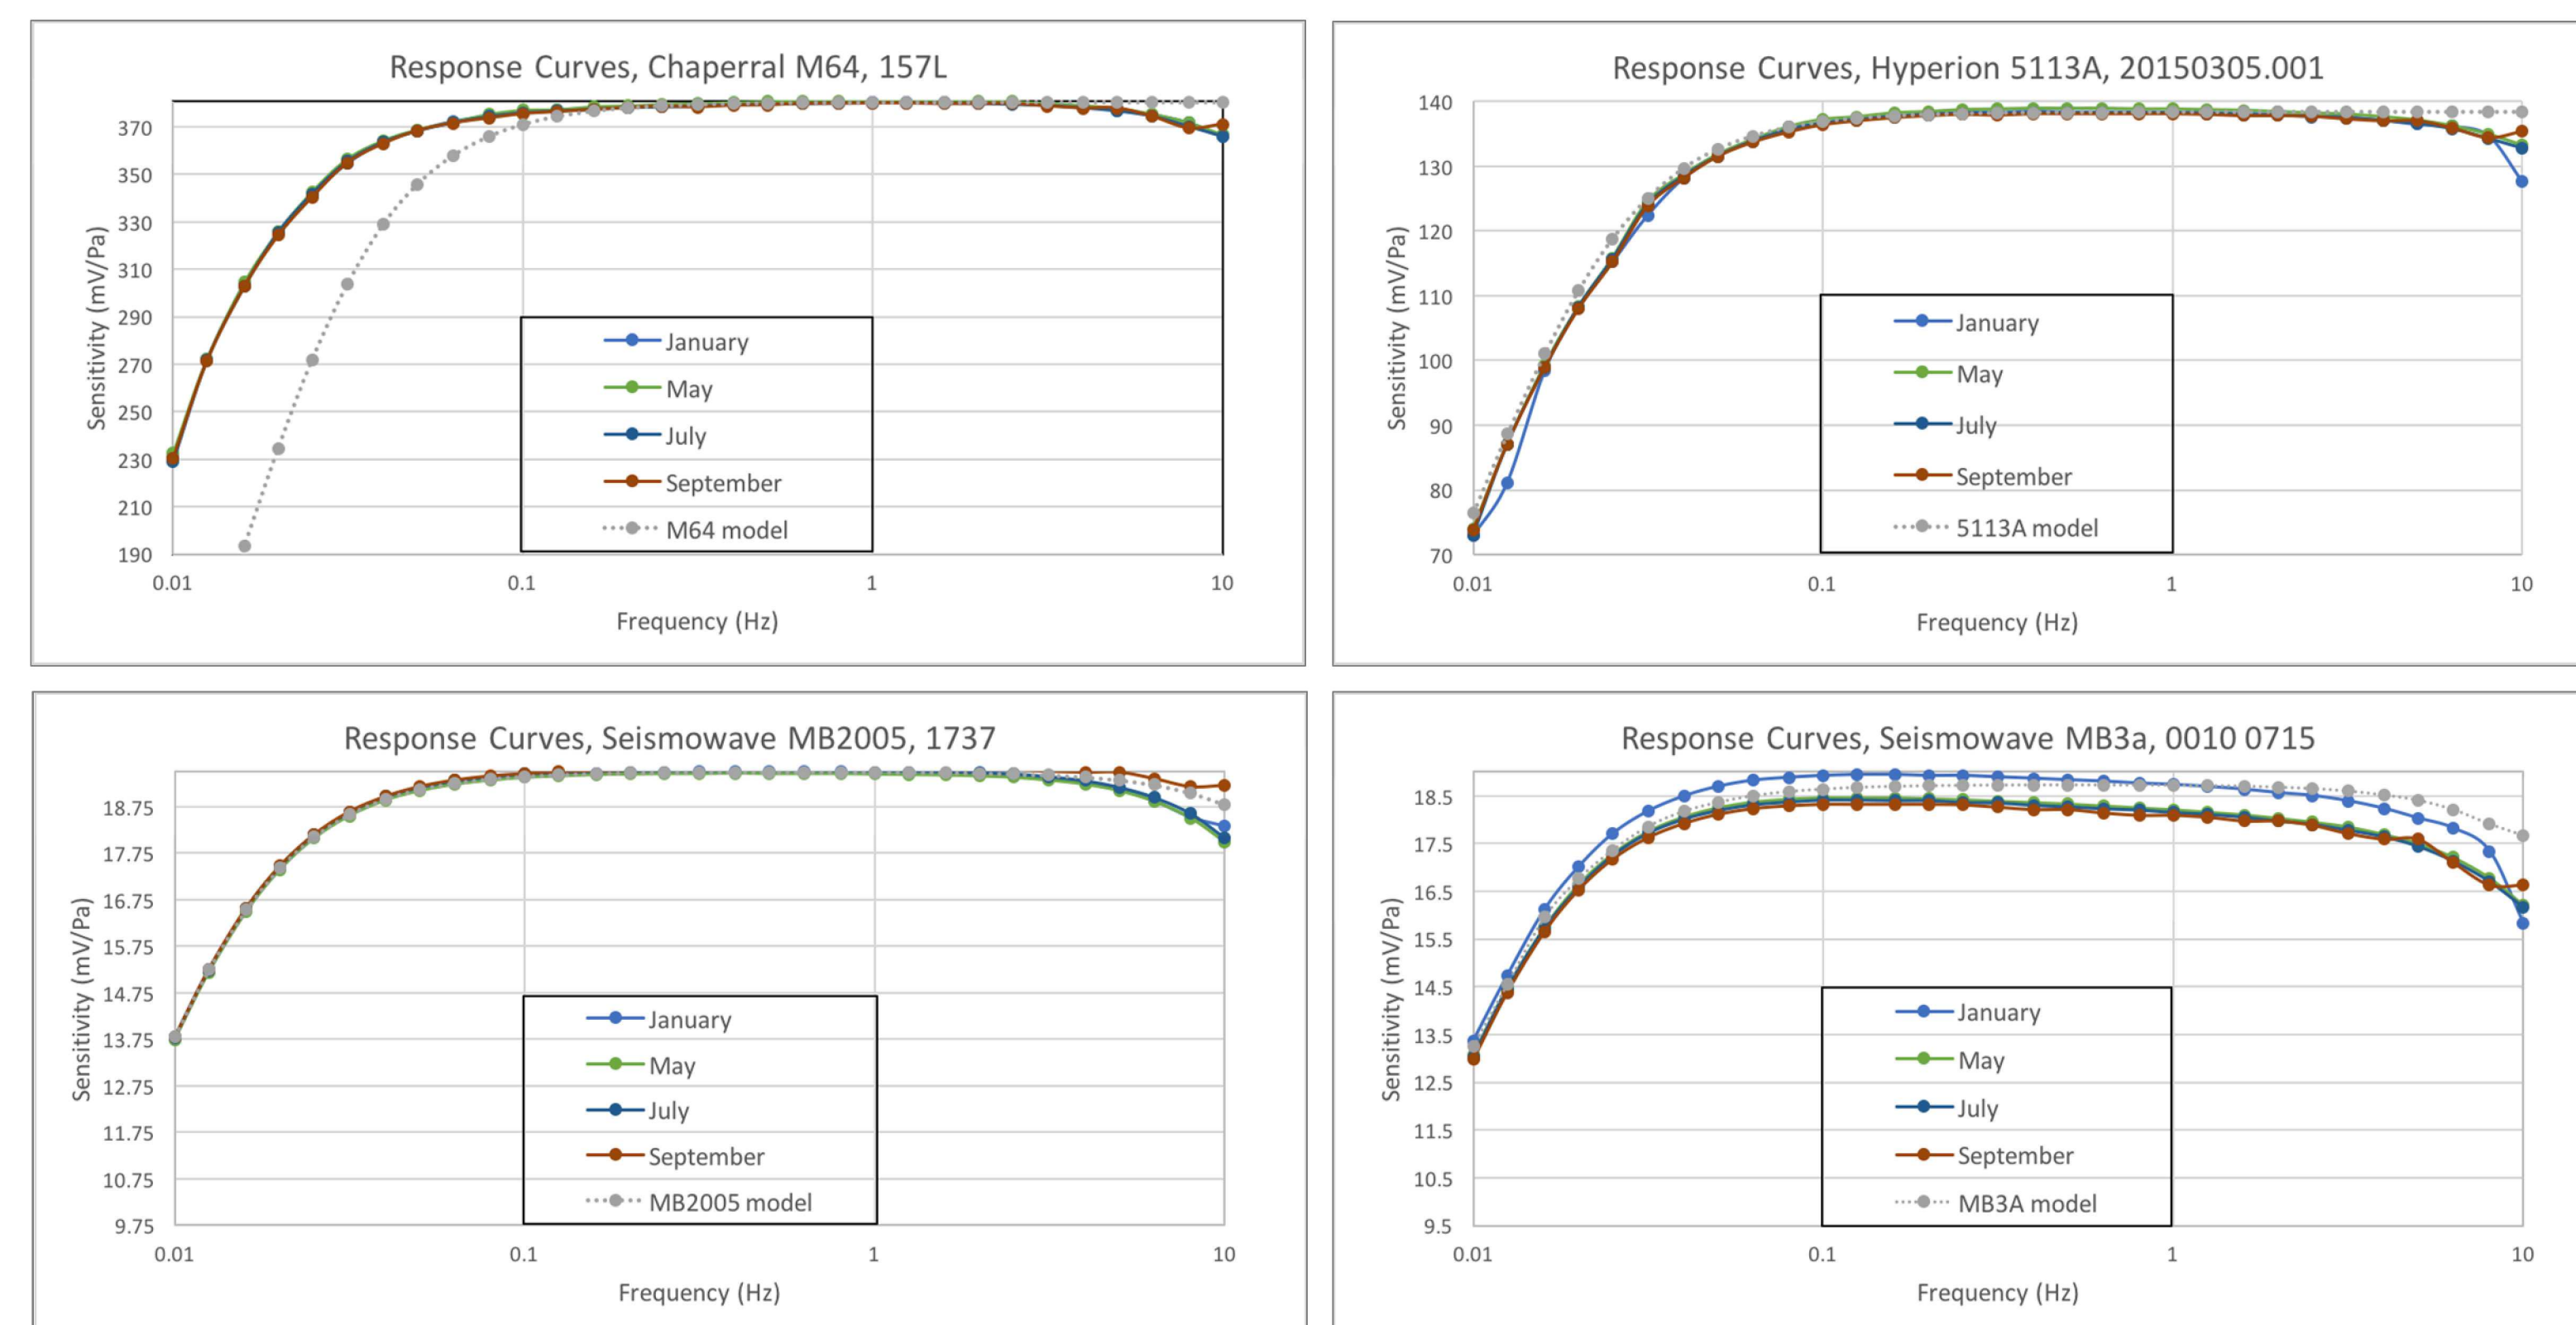 Response Curves, Chaperral M64, 157L
Sensitivity (mV/Pa)
370
350
330
310
290
270
250
230
210
190
January
May
July
September
M64 model
0.01
0.1
1
10
Frequency (Hz)
Response Curves, Hyperion 5113A, 20150305.001
Sensitivity (mV/Pa)
140
130
120
110
100
90
80
70
January
May
July
September
5113A model
0.01
0.1
1
10
Frequency (Hz)
Response Curves, Seismowave MB2005, 1737
Sensitivity (mV/Pa)
18.75
17.75
16.75
15.75
14.75
13.75
12.75
11.75
10.75
9.75
January
May
July
September
MB2005 model
0.01
0.1
1
10
Frequency (Hz)
Response Curves, Seismowave MB3a, 0010 0715
Sensitivity (mV/Pa)
18.5
17.5
16.5
15.5
14.5
13.5
12.5
11.5
10.5
9.5
January
May
July
September
MB3A model
0.01
0.1
1
10
Frequency (Hz)